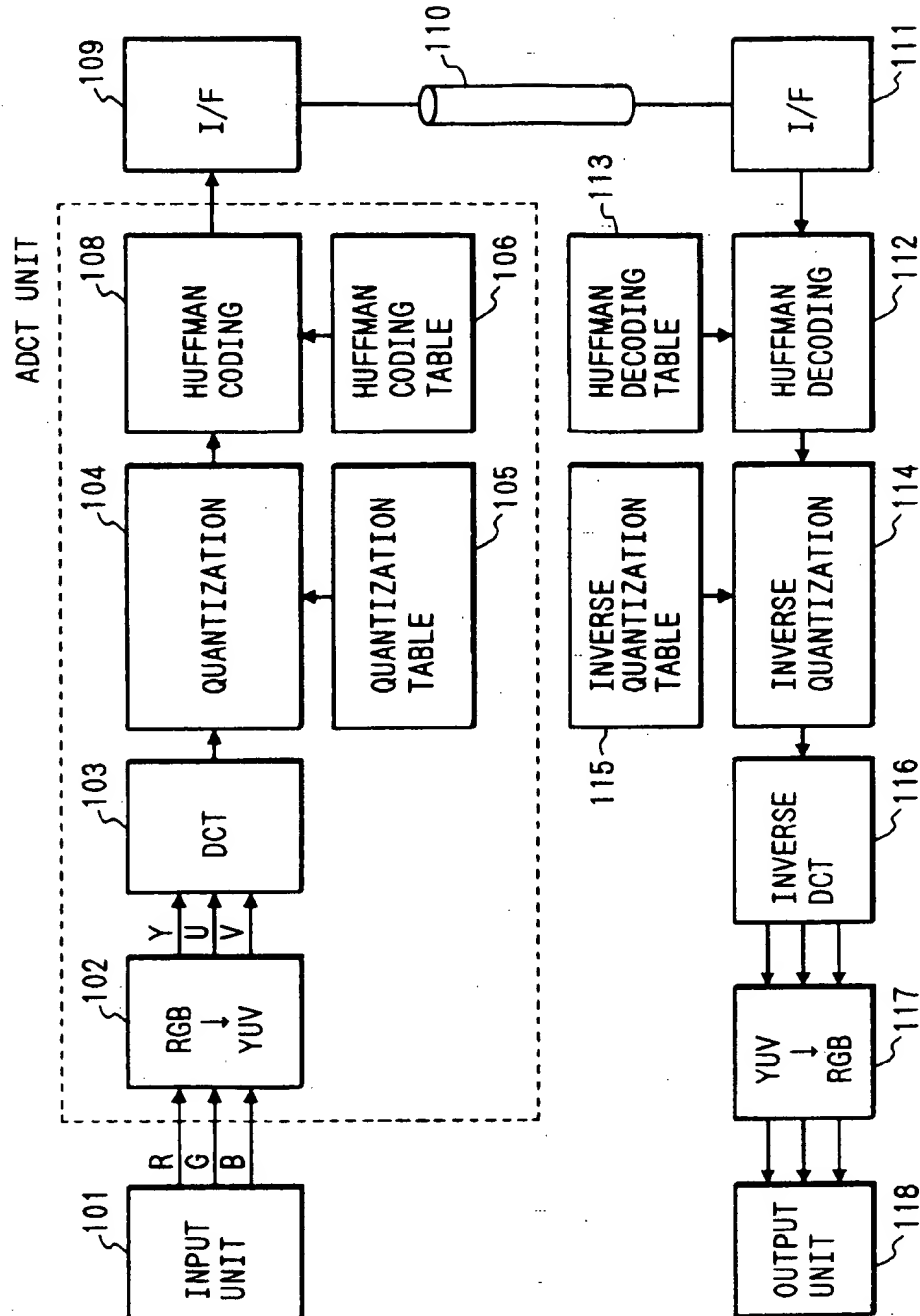 ADCT UNIT
101
INPUT
UNIT
R
G
B
102
RGB
↓
YUV
Y
U
V
103
DCT
104
QUANTIZATION
QUANTIZATION
TABLE
105
108
HUFFMAN
CODING
HUFFMAN
CODING
TABLE
106
109
I/F
110
I/F
111
113
HUFFMAN
DECODING
TABLE
HUFFMAN
DECODING
112
INVERSE
QUANTIZATION
TABLE
115
INVERSE
QUANTIZATION
114
INVERSE
DCT
116
YUV
↓
RGB
117
OUTPUT
UNIT
118